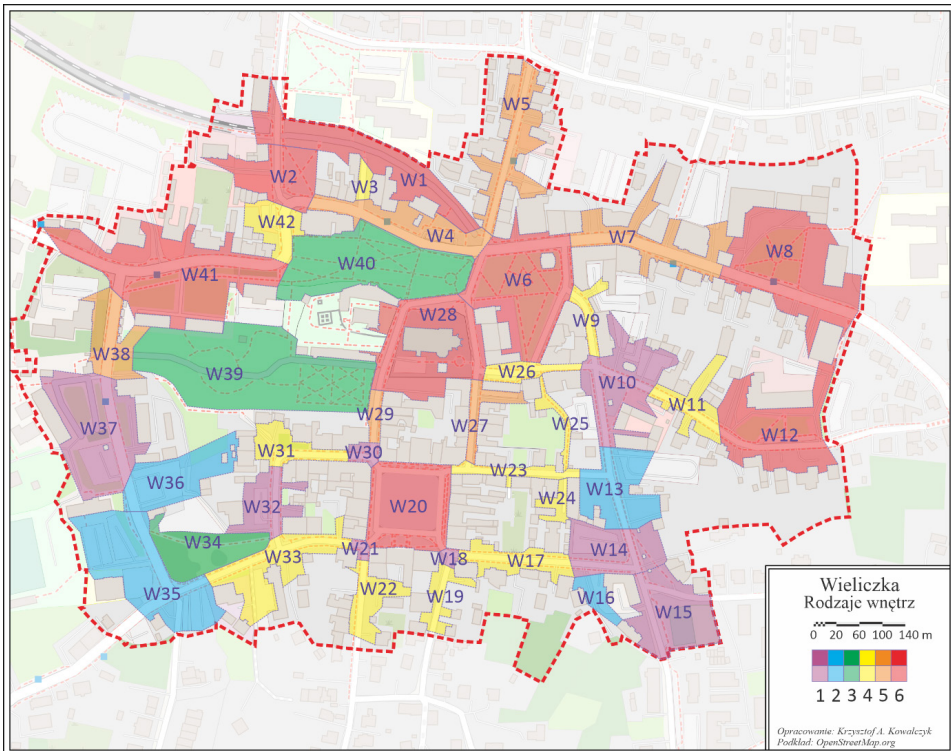 W5
W3
W1
W2
W42
W4
W7
W8
W40
W6
W41
W28
W9
W38
W39
W26
W10
W11
W29
W27
W25
W37
W12
W31
W30
W23
W36
W32
W20
W24
W13
W34
W33
W21
W18
W17
W14
W35
W22
W19
W16
W15
Wieliczka
Rodzaje wnętrz
0 20 60 100 140 m
1 2 3 4 5 6
Opracowanie: Krzysztof A. Kowalczyk
Podkład: OpenStreetMap.org